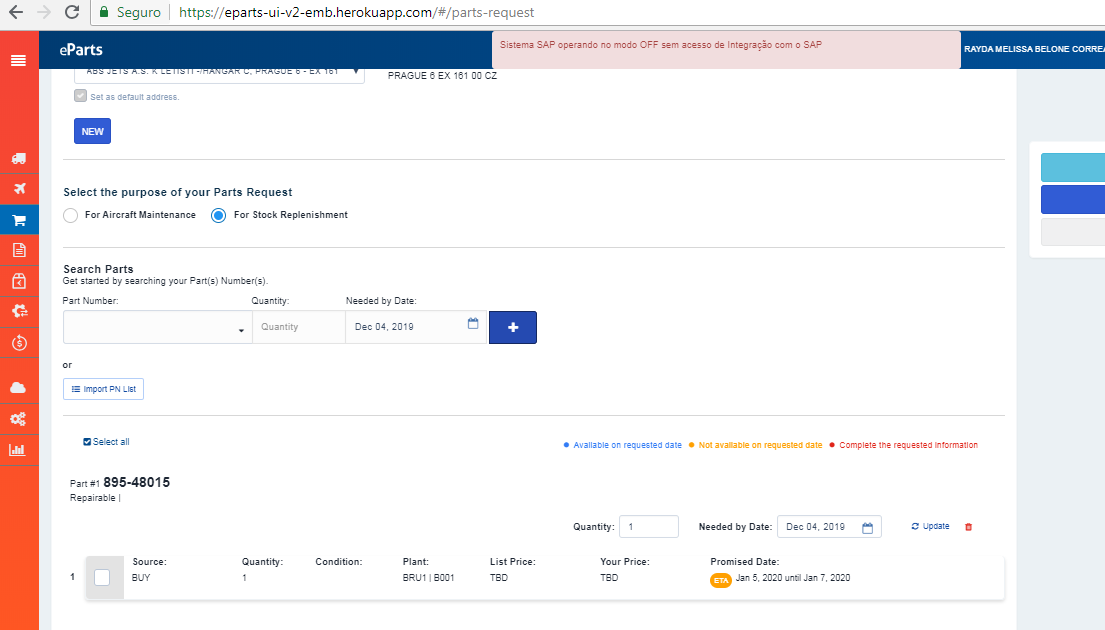 Seguro
https://eparts-ui-v2-emb.herokuapp.com/#/parts-request
eParts
Sistema SAP operando no modo OFF sem acesso de Integração com o SAP
RAYDA MELISSA BELONE CORREA
ABS JETS A.S. K LETISTI -/HANGAR C, PRAGUE 6 - EX 161
PRAGUE 6 EX 161 00 CZ
Set as default address.
NEW
Select the purpose of your Parts Request
For Aircraft Maintenance
For Stock Replenishment
Search Parts
Get started by searching your Part(s) Number(s).
Part Number: Quantity: Needed by Date:
Quantity Dec 04, 2019
or
Import PN List
Select all
Available on requested date Not available on requested date Complete the requested information
Part #1 895-48015
Repairable |
Quantity: 1 Needed by Date: Dec 04, 2019 Update
Source: Quantity: Condition: Plant: List Price: Your Price: Promised Date:
1 BUY 1 BRU1 | B001 TBD TBD ETA Jan 5, 2020 until Jan 7, 2020